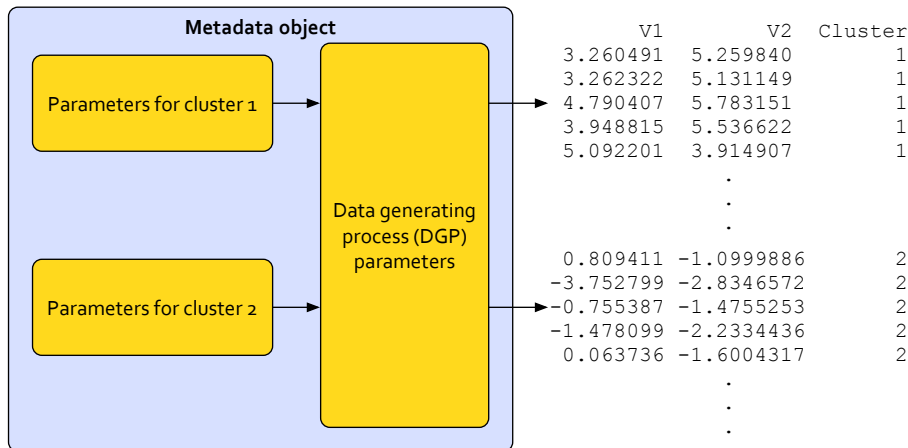 Metadata object
Parameters for cluster 1
Data generating
process (DGP)
parameters
Parameters for cluster 2
V1 V2 Cluster
3.260491 5.259840 1
3.262322 5.131149 1
4.790407 5.783151 1
3.948815 5.536622 1
5.092201 3.914907 1
.
.
.
0.809411 -1.0999886 2
-3.752799 -2.8346572 2
-0.755387 -1.4755253 2
-1.478099 -2.2334436 2
0.063736 -1.6004317 2
.
.
.